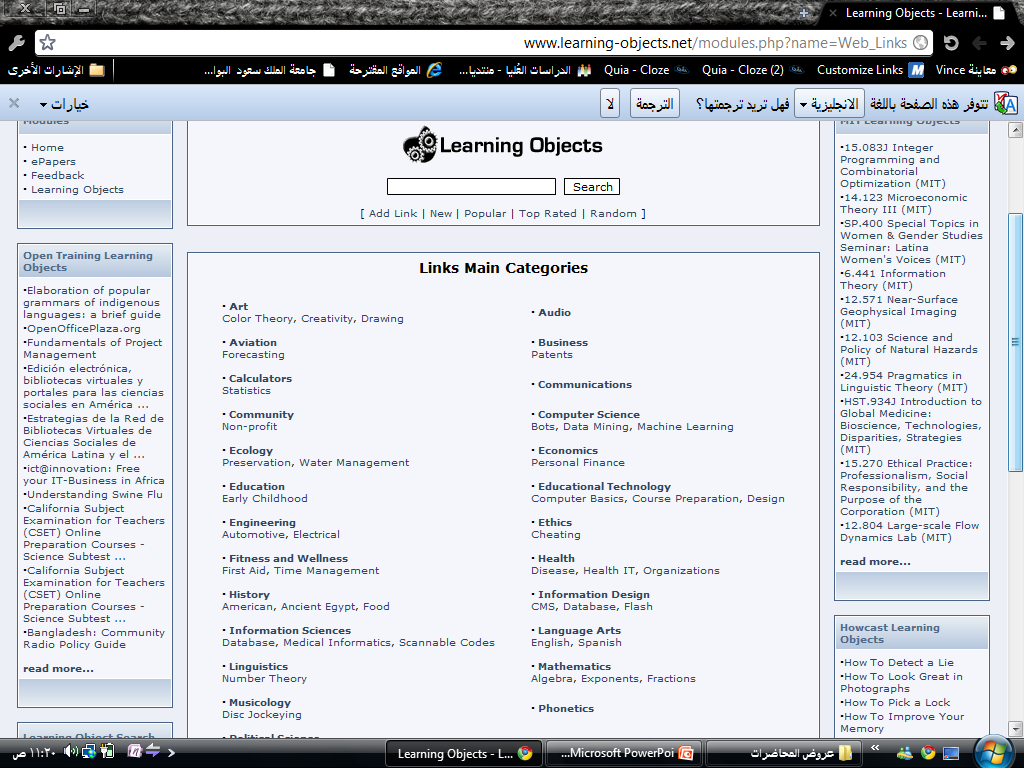 Learning Objects - Learni...
www.learning-objects.net/modules.php?name=Web_Links
معاينة Vince
Customize Links
Quia - Cloze (2)
Quia - Cloze
الدراسات العُليا - منتديا...
المواقع المقترحة
جامعة الملك سعود البوا...
الإشارات الأخرى
تتوفر هذه الصفحة باللغة
الانجليزية
فهل تريد ترجمتها؟
الترجمة
لا
خيارات
Modules
• Home
• ePapers
• Feedback
• Learning Objects
Open Training Learning
Objects
•Elaboration of popular
grammars of indigenous
languages: a brief guide
•OpenOfficePlaza.org
•Fundamentals of Project
Management
•Edición electrónica,
bibliotecas virtuales y
portales para las ciencias
sociales en América ...
•Estrategias de la Red de
Bibliotecas Virtuales de
Ciencias Sociales de
América Latina y el ...
•ict@innovation: Free
your IT-Business in Africa
•Understanding Swine Flu
•California Subject
Examination for Teachers
(CSET) Online
Preparation Courses -
Science Subtest ...
•California Subject
Examination for Teachers
(CSET) Online
Preparation Courses -
Science Subtest ...
•Bangladesh: Community
Radio Policy Guide
read more...
Learning Object Search
Learning Objects
Search
[ Add Link | New | Popular | Top Rated | Random ]
Links Main Categories
• Art
Color Theory, Creativity, Drawing
• Audio
• Aviation
Forecasting
• Business
Patents
• Calculators
Statistics
• Communications
• Community
Non-profit
• Computer Science
Bots, Data Mining, Machine Learning
• Ecology
Preservation, Water Management
• Economics
Personal Finance
• Education
Early Childhood
• Educational Technology
Computer Basics, Course Preparation, Design
• Engineering
Automotive, Electrical
• Ethics
Cheating
• Fitness and Wellness
First Aid, Time Management
• Health
Disease, Health IT, Organizations
• History
American, Ancient Egypt, Food
• Information Design
CMS, Database, Flash
• Information Sciences
Database, Medical Informatics, Scannable Codes
• Language Arts
English, Spanish
• Linguistics
Number Theory
• Mathematics
Algebra, Exponents, Fractions
• Musicology
Disc Jockeying
• Phonetics
• Political Science
MIT Learning Objects
•15.083J Integer
Programming and
Combinatorial
Optimization (MIT)
•14.123 Microeconomic
Theory III (MIT)
•SP.400 Special Topics in
Women & Gender Studies
Seminar: Latina
Women's Voices (MIT)
•6.441 Information
Theory (MIT)
•12.571 Near-Surface
Geophysical Imaging
(MIT)
•12.103 Science and
Policy of Natural Hazards
(MIT)
•24.954 Pragmatics in
Linguistic Theory (MIT)
•HST.934J Introduction to
Global Medicine:
Bioscience, Technologies,
Disparities, Strategies
(MIT)
•15.270 Ethical Practice:
Professionalism, Social
Responsibility, and the
Purpose of the
Corporation (MIT)
•12.804 Large-scale Flow
Dynamics Lab (MIT)
read more...
Howcast Learning
Objects
•How To Detect a Lie
•How To Look Great in
Photographs
•How To Pick a Lock
•How To Improve Your
Memory
عروض المحاضرات
...Microsoft PowerPoi
Learning Objects - L...
١١:٢٠ ص